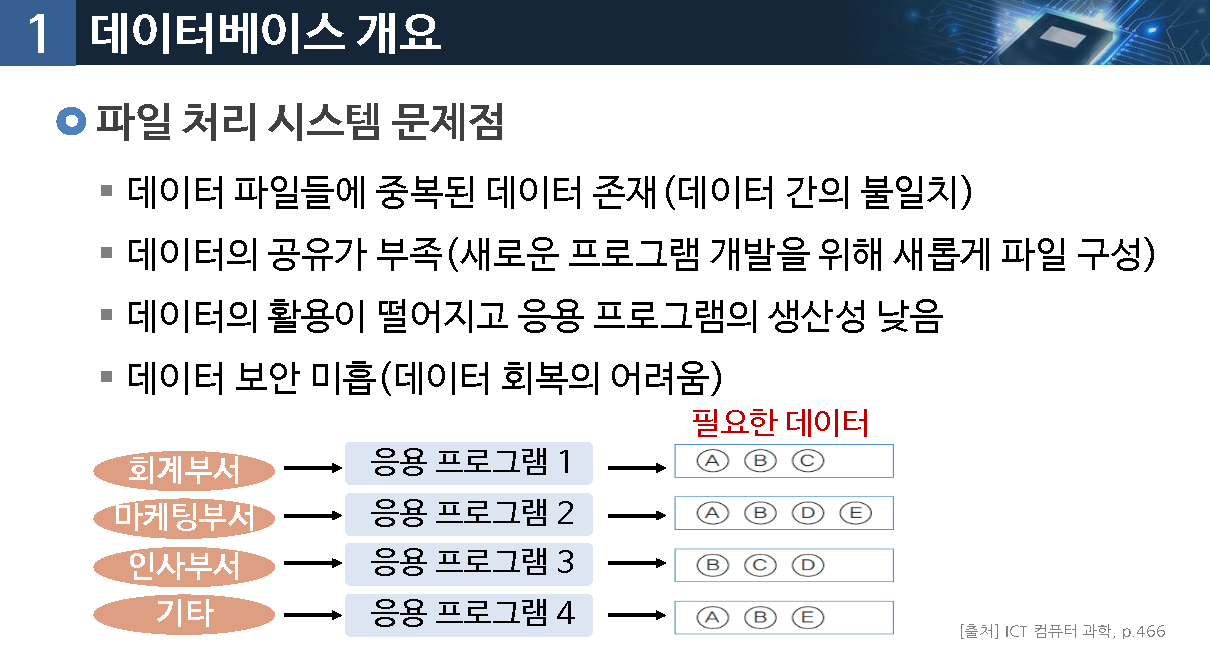 1 데이터베이스 개요
파일 처리 시스템 문제점
데이터 파일들에 중복된 데이터 존재(데이터 간의 불일치)
데이터의 공유가 부족(새로운 프로그램 개발을 위해 새롭게 파일 구성)
데이터의 활용이 떨어지고 응용 프로그램의 생산성 낮음
데이터 보안 미흡(데이터 회복의 어려움)
필요한 데이터
회계부서 응용 프로그램 1 A B C
마케팅부서 응용 프로그램 2 A B D E
인사부서 응용 프로그램 3 B C D
기타 응용 프로그램 4 A B E
[출처] ICT 컴퓨터 과학, p.466